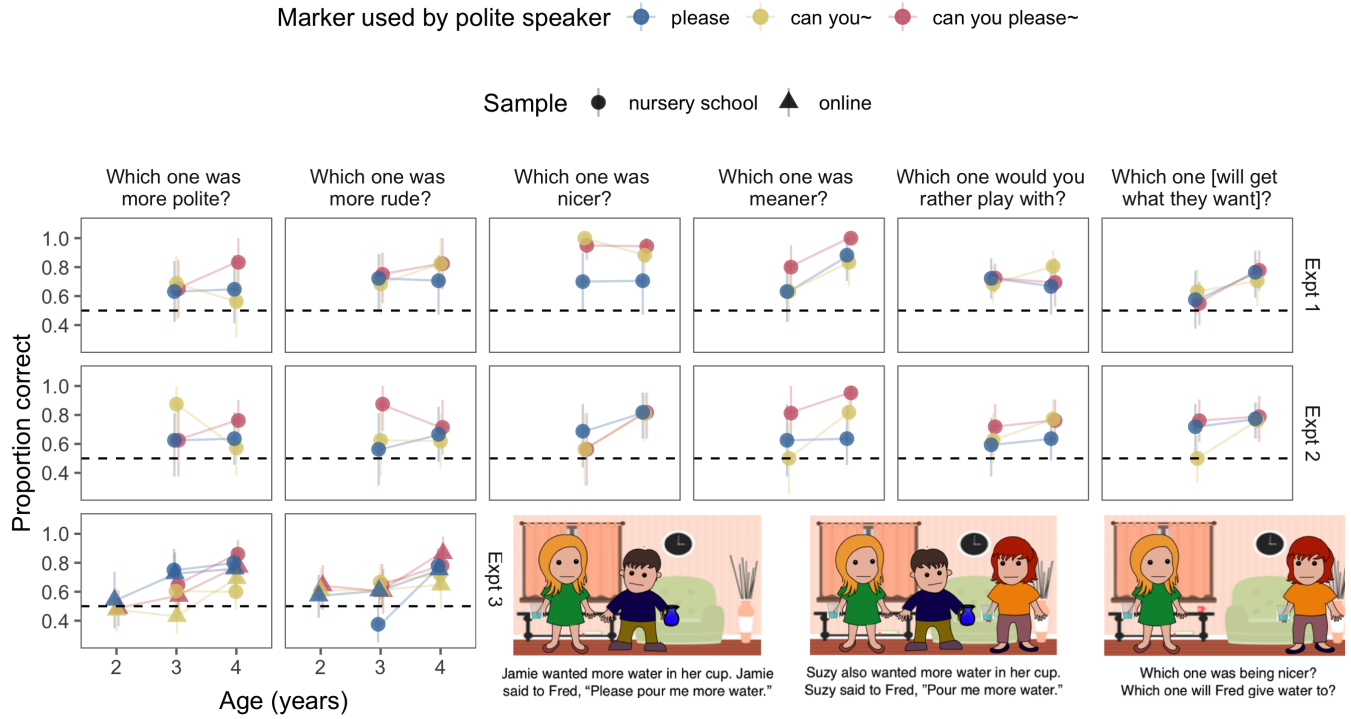 Marker used by polite speaker please can you~ can you please~
Sample nursery school online
Which one was
more polite?
Which one was
more rude?
Which one was
nicer?
Which one was
meaner?
Which one would you
rather play with?
Which one [will get
what they want]?
Proportion correct
1.0
0.8
0.6
0.4
Expt 1
1.0
0.8
0.6
0.4
Expt 2
1.0
0.8
0.6
0.4
Expt 3
2 3 4
2 3 4
Age (years)
Jamie wanted more water in her cup. Jamie
said to Fred, “Please pour me more water.”
Suzy also wanted more water in her cup.
Suzy said to Fred, ”Pour me more water.”
Which one was being nicer?
Which one will Fred give water to?